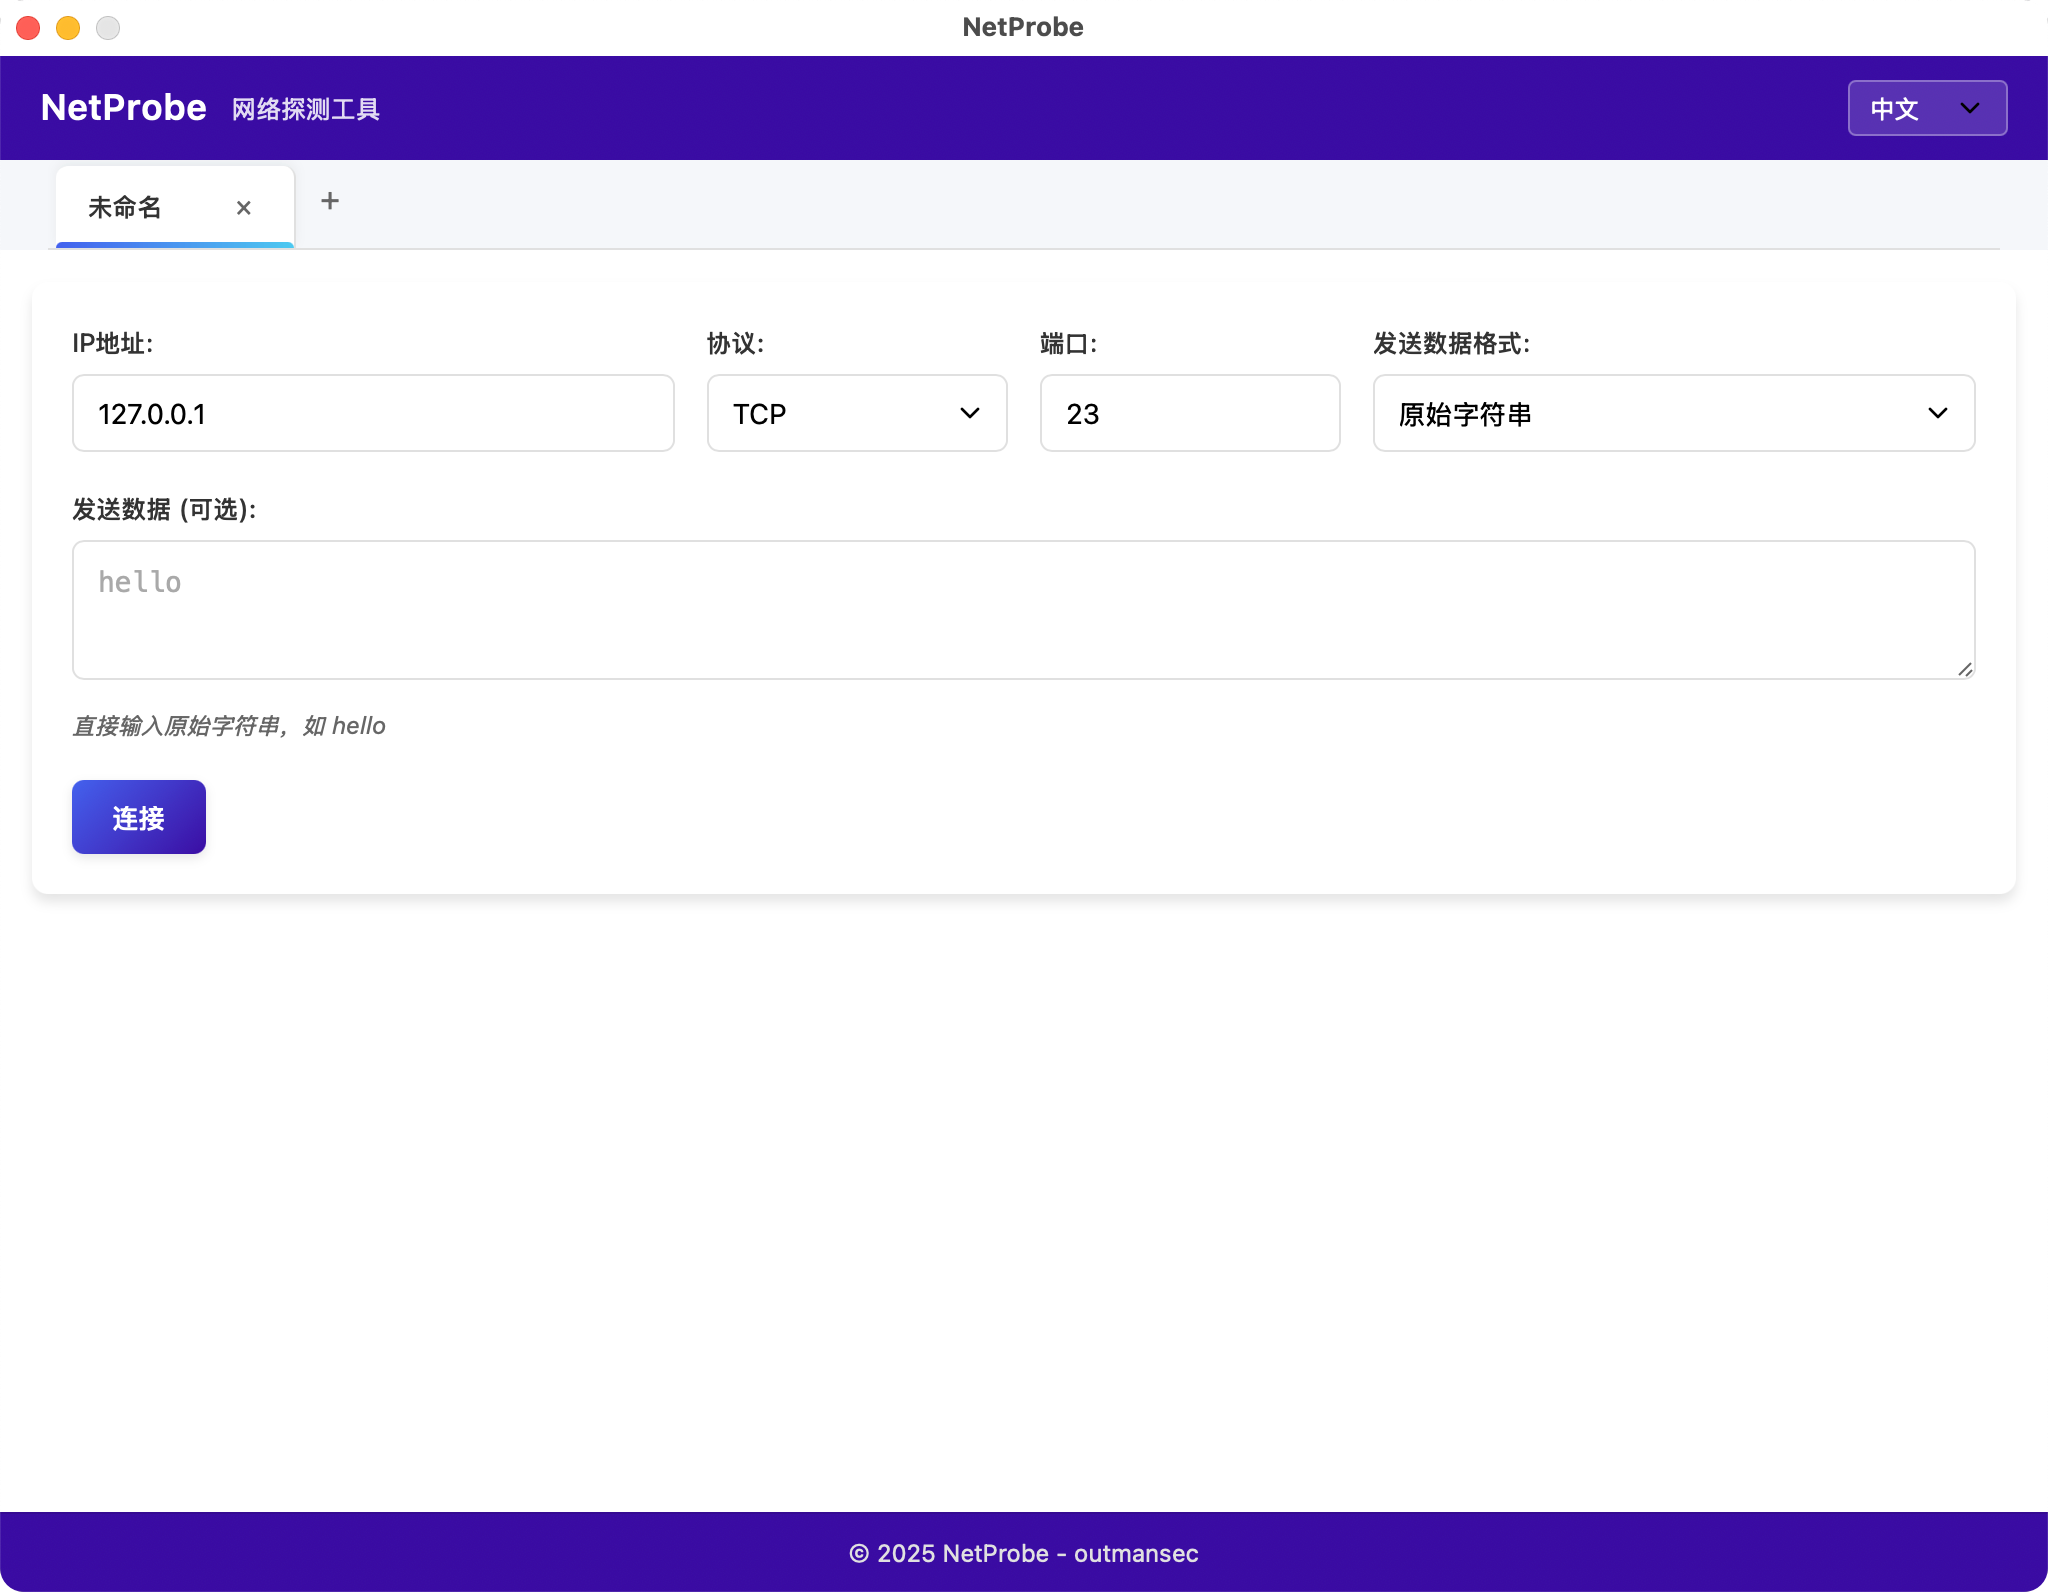 NetProbe
NetProbe 网络探测工具 中文
未命名 × +
IP地址: 协议: 端口: 发送数据格式:
127.0.0.1 TCP 23 原始字符串
发送数据 (可选):
hello
直接输入原始字符串，如 hello
连接
© 2025 NetProbe - outmansec